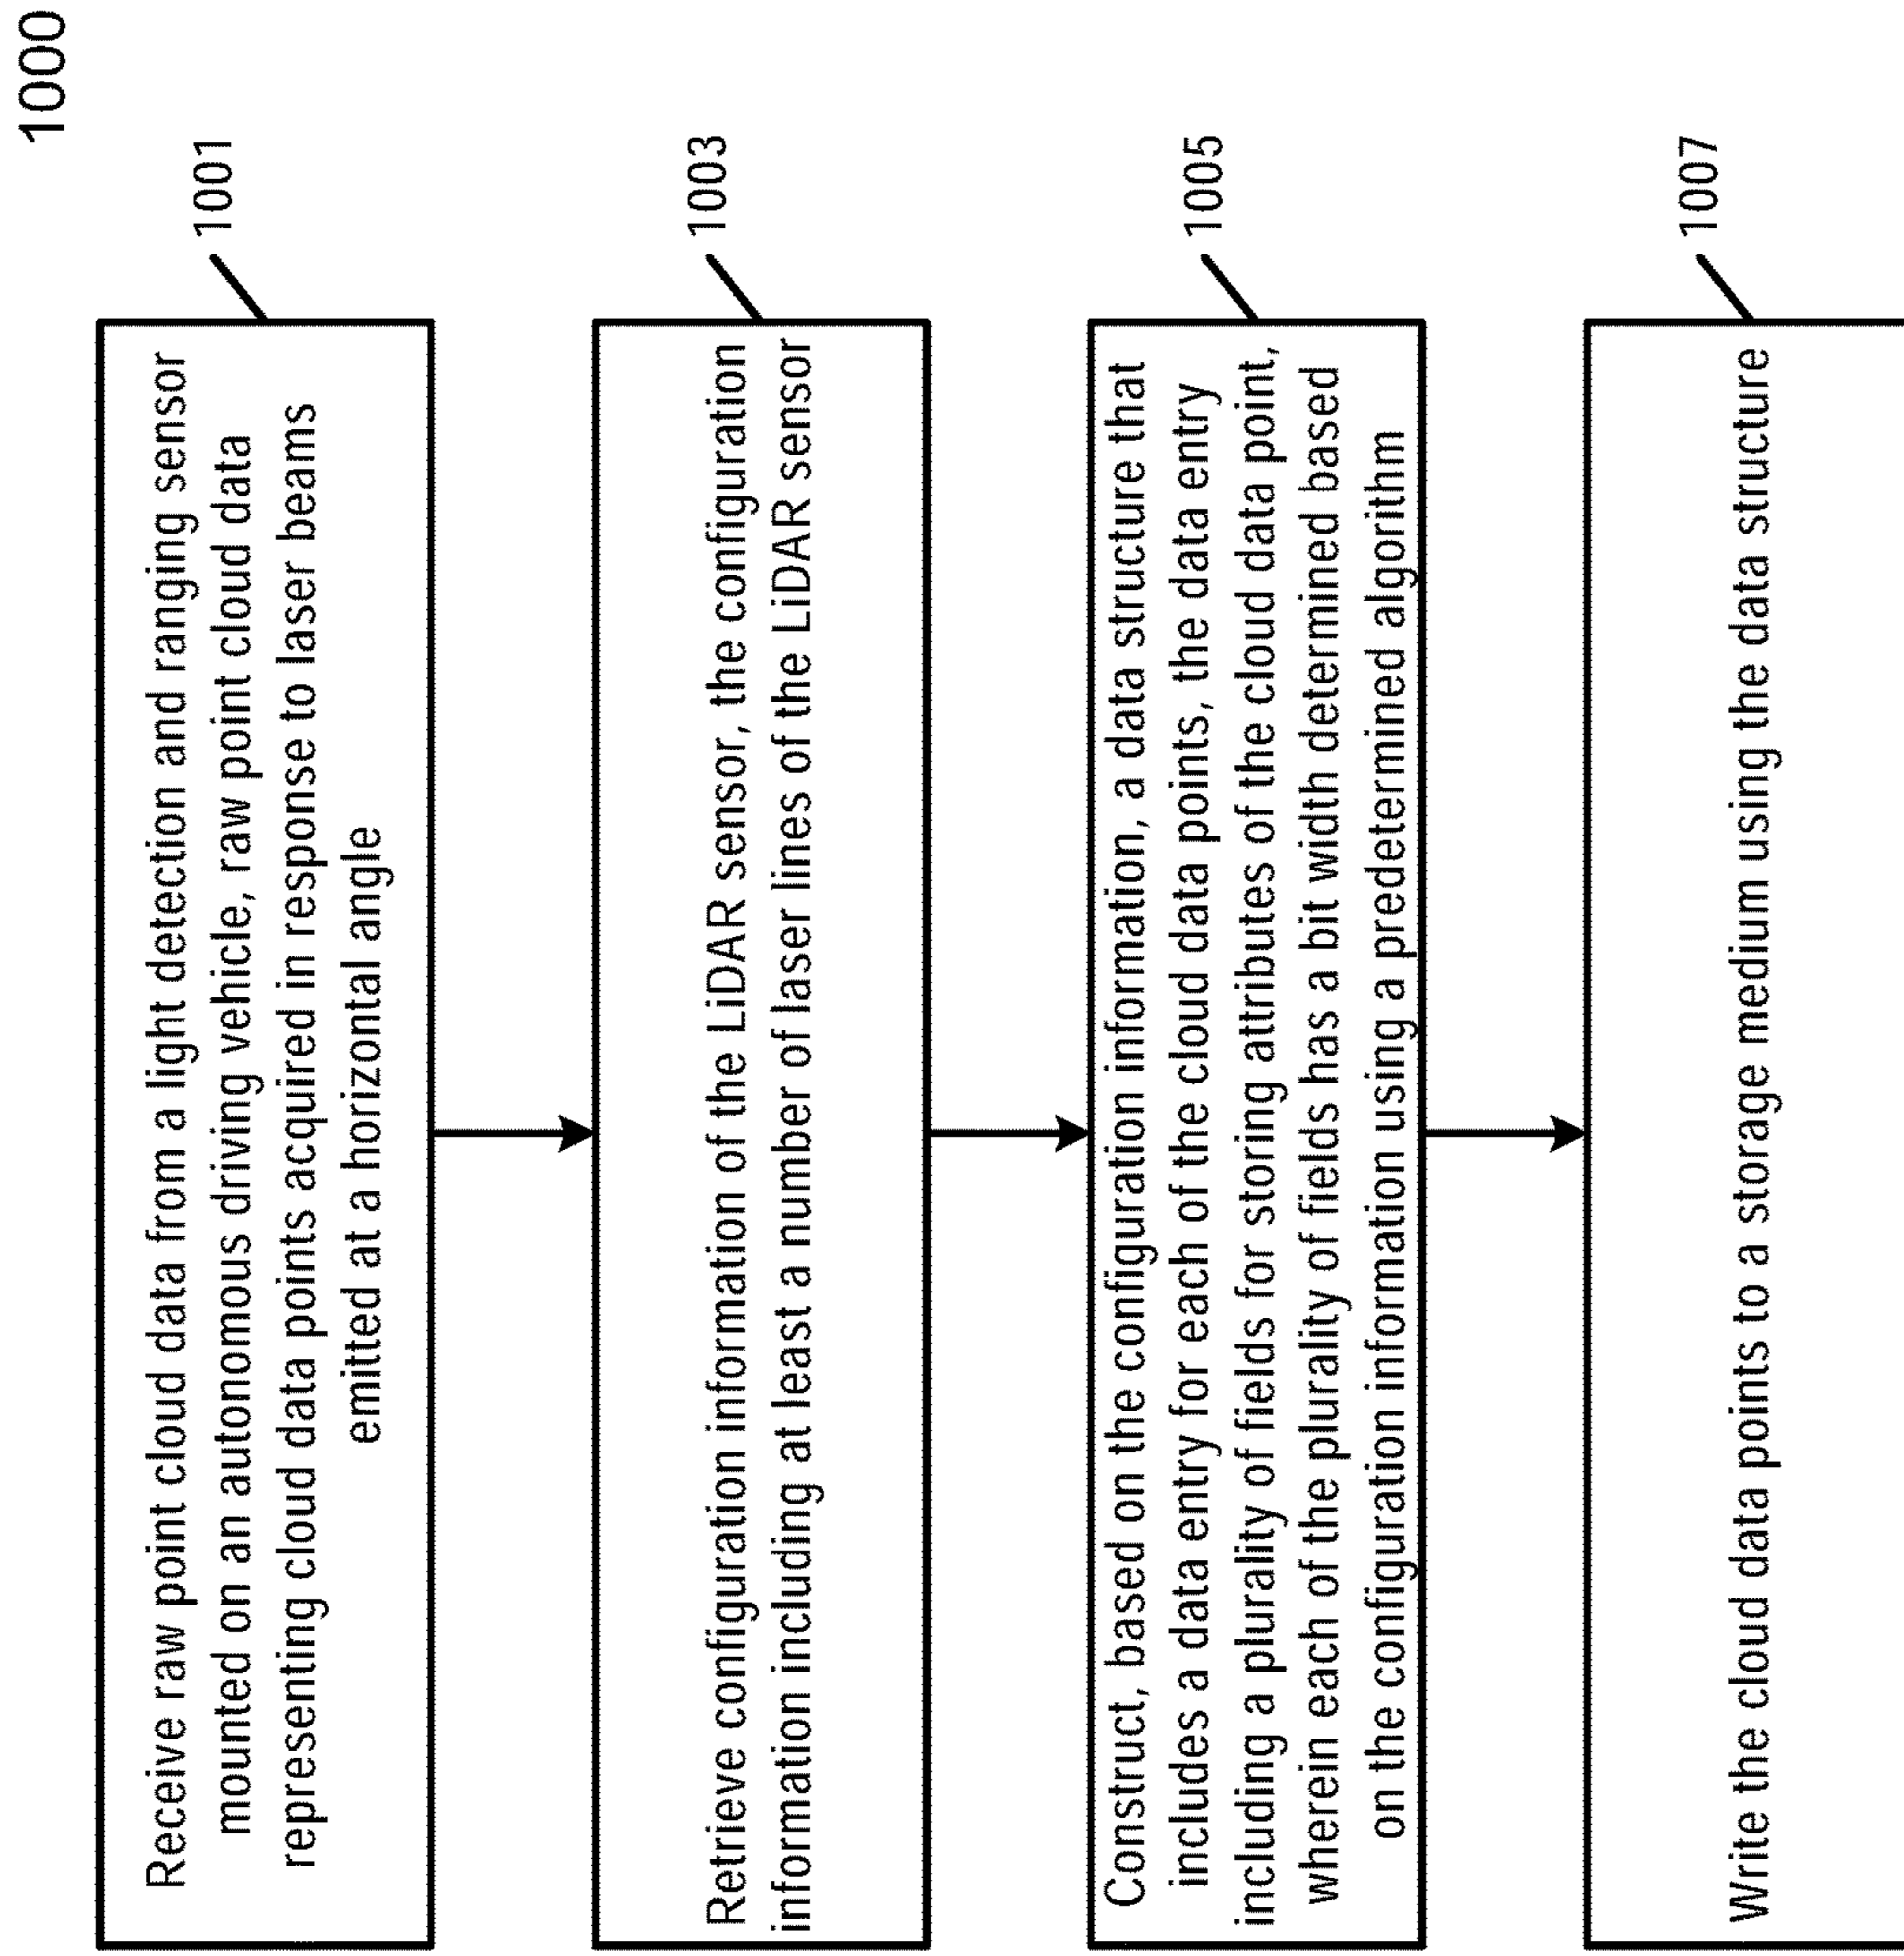 1000
Receive raw point cloud data from a light detection and ranging sensor
mounted on an autonomous driving vehicle, raw point cloud data
representing cloud data points acquired in response to laser beams
emitted at a horizontal angle
1001
Retrieve configuration information of the LiDAR sensor, the configuration
information including at least a number of laser lines of the LiDAR sensor
1003
Construct, based on the configuration information, a data structure that
includes a data entry for each of the cloud data points, the data entry
including a plurality of fields for storing attributes of the cloud data point,
wherein each of the plurality of fields has a bit width determined based
on the configuration information using a predetermined algorithm
1005
Write the cloud data points to a storage medium using the data structure
1007